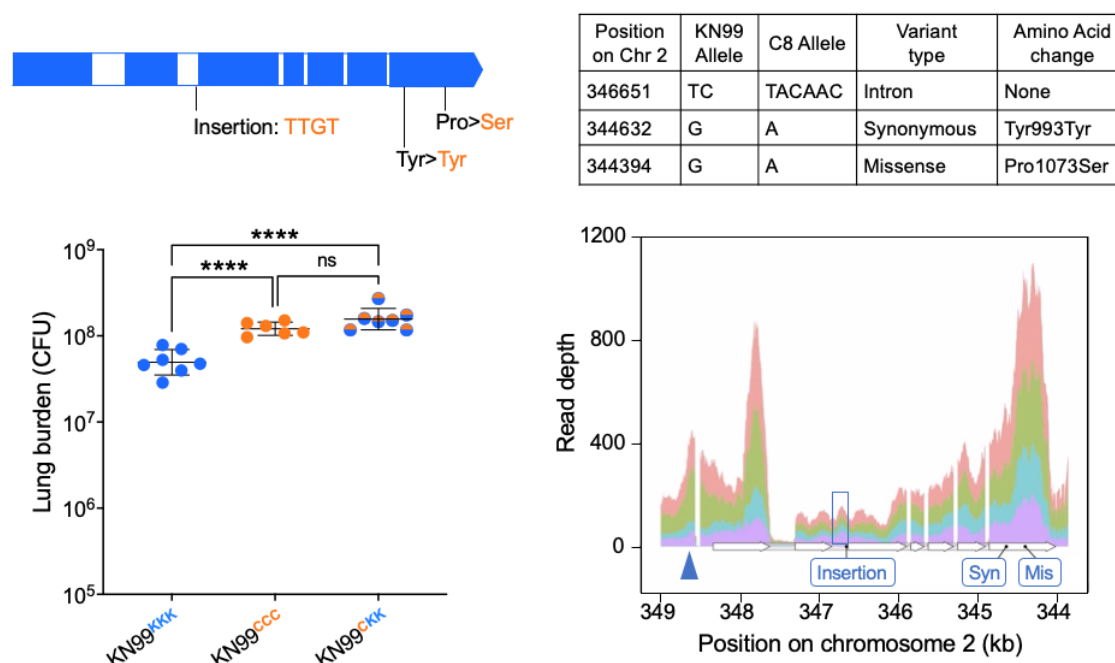 Insertion: TTGT
Pro>Ser
Tyr>Tyr
Position on Chr 2 | KN99 Allele | C8 Allele | Variant type | Amino Acid change
346651 | TC | TACAAC | Intron | None
344632 | G | A | Synonymous | Tyr993Tyr
344394 | G | A | Missense | Pro1073Ser
Lung burden (CFU)
10⁹
10⁸
10⁷
10⁶
10⁵
****
****
ns
KN99ᴷᴷᴷ
KN99ᶜᶜᶜ
KN99ᶜᴷᴷ
Read depth
1200
800
400
0
Insertion
Syn
Mis
349 348 347 346 345 344
Position on chromosome 2 (kb)